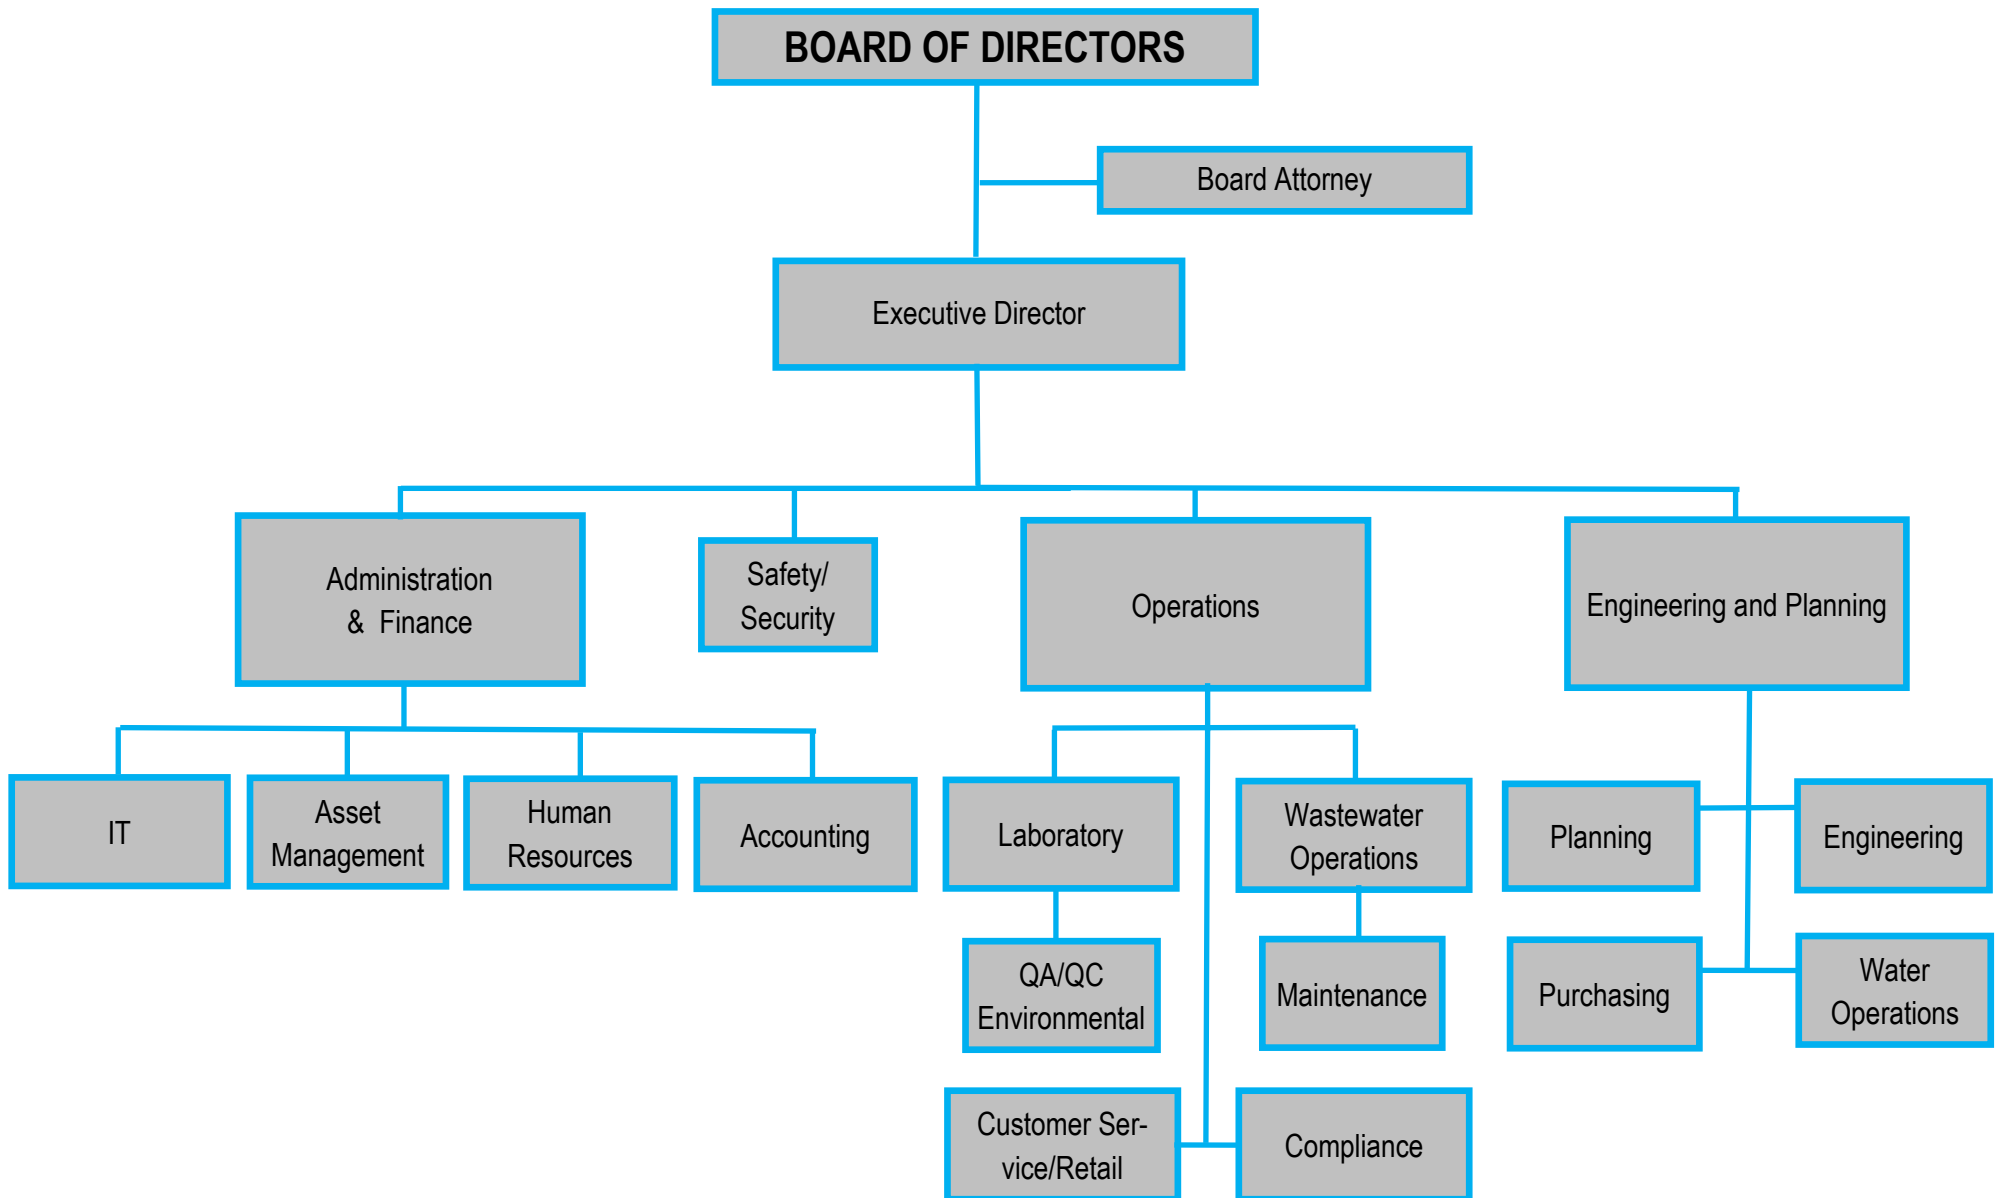 BOARD OF DIRECTORS
Board Attorney
Executive Director
Administration
& Finance
Safety/
Security
Operations
Engineering and Planning
IT
Asset
Management
Human
Resources
Accounting
Laboratory
Wastewater
Operations
Planning
Engineering
QA/QC
Environmental
Maintenance
Purchasing
Water
Operations
Customer Ser-
vice/Retail
Compliance